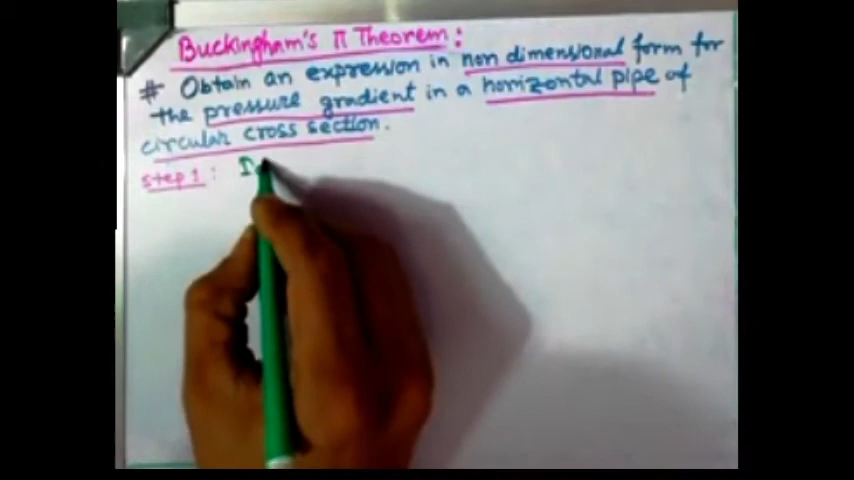 Buckingham's π Theorem:
# Obtain an expression in non dimensional form for
the pressure gradient in a horizontal pipe of
circular cross section.
step 1 :